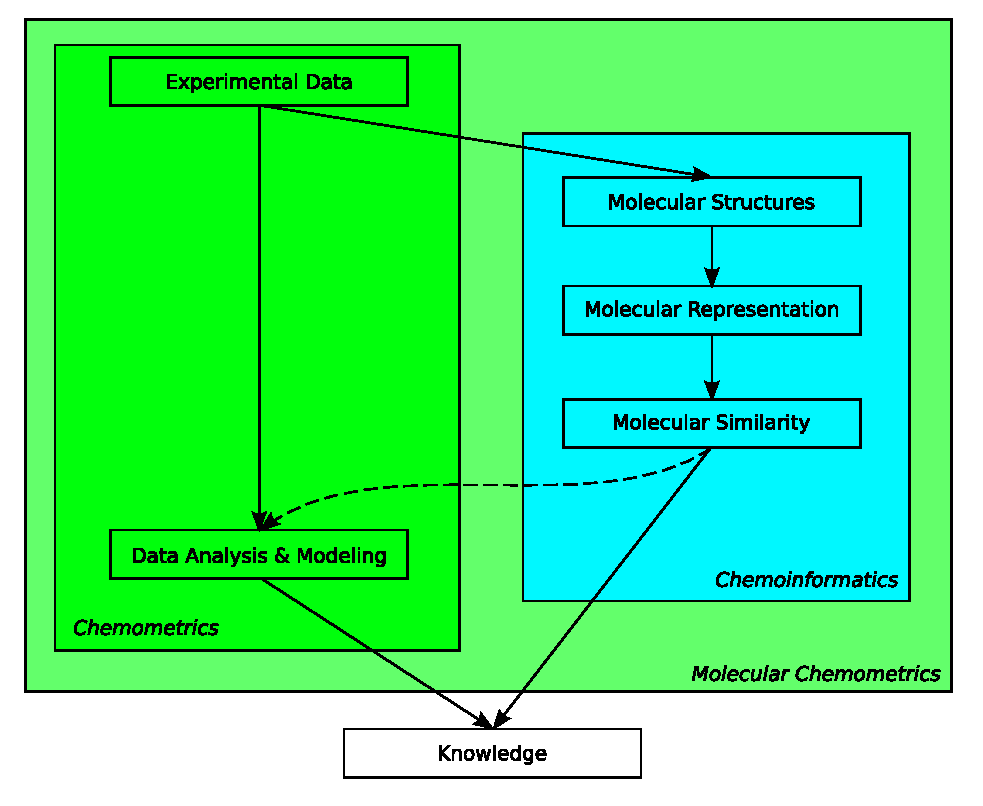 Experimental Data
Molecular Structures
Molecular Representation
Molecular Similarity
Data Analysis & Modeling
Chemoinformatics
Chemometrics
Molecular Chemometrics
Knowledge